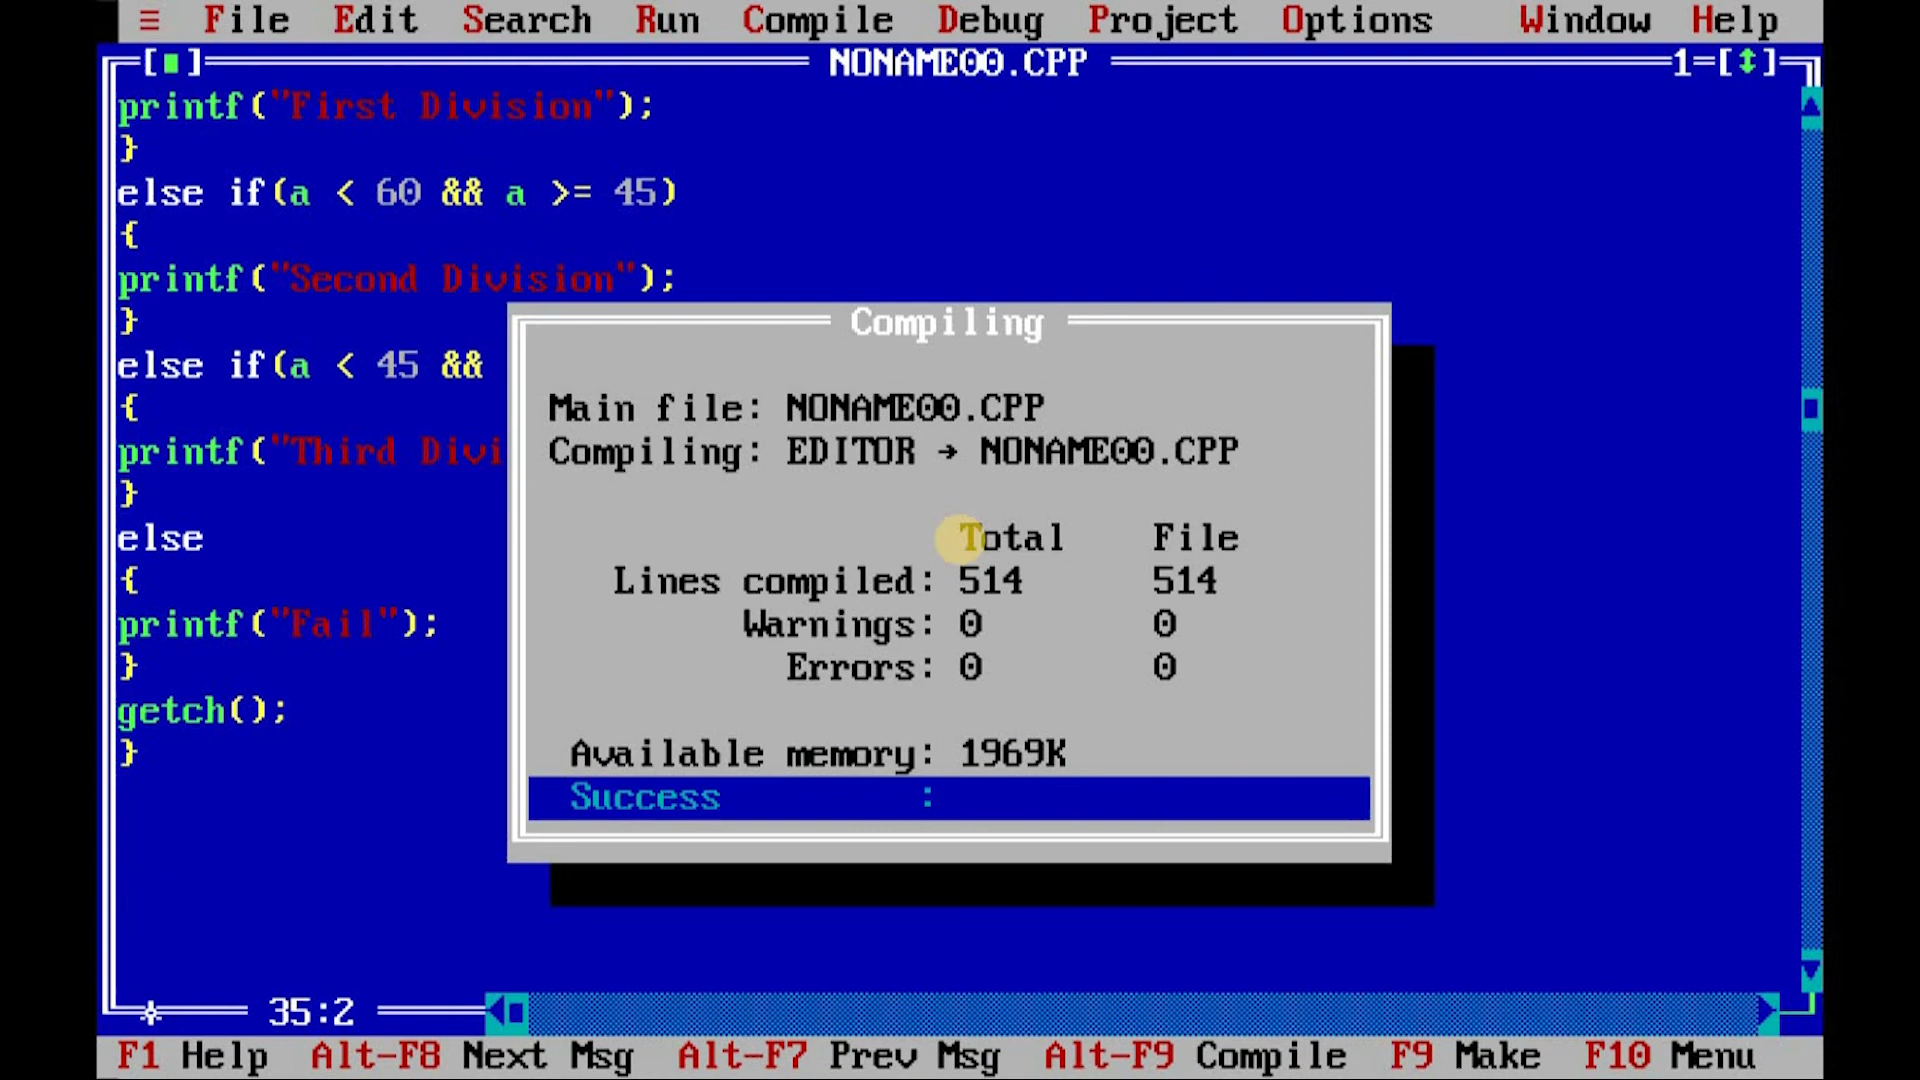 ≡ File Edit Search Run Compile Debug Project Options Window Help
[■] NONAME00.CPP 1=[↕]
printf("First Division");
}
else if(a < 60 && a >= 45)
{
printf("Second Division");
}
else if(a < 45 &&
{
printf("Third Divi
}
else
{
printf("Fail");
}
getch();
}
Compiling
Main file: NONAME00.CPP
Compiling: EDITOR → NONAME00.CPP
Total File
Lines compiled: 514 514
Warnings: 0 0
Errors: 0 0
Available memory: 1969K
Success :
35:2
F1 Help Alt-F8 Next Msg Alt-F7 Prev Msg Alt-F9 Compile F9 Make F10 Menu